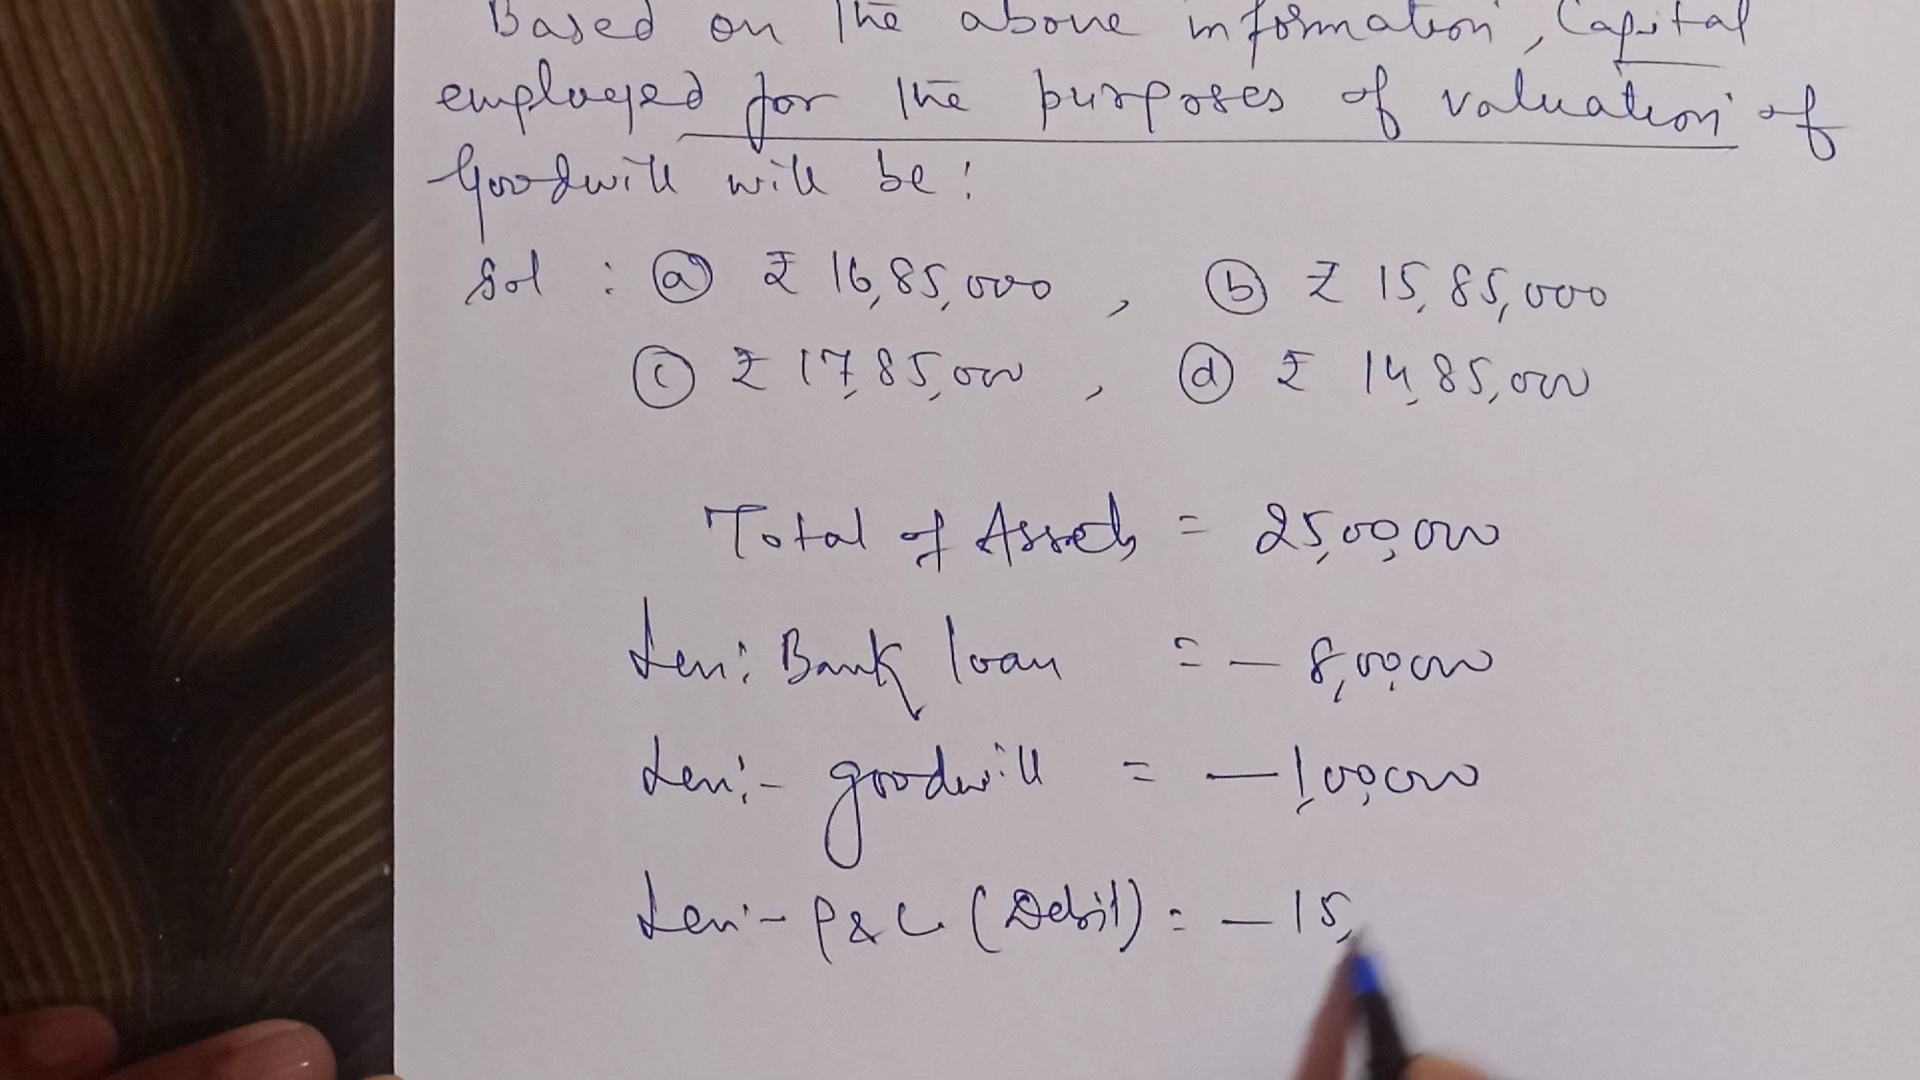 Based on the above information, Capital
employed for the purposes of valuation of
Goodwill will be:
Sol : (a) ₹ 16,85,000 , (b) ₹ 15,85,000
(c) ₹ 17,85,000 , (d) ₹ 14,85,000
Total of Assets = 25,00,000
Less: Bank loan = - 8,00,000
Less:- goodwill = - 1,00,000
Less:- P&L (Debit) = - 15,